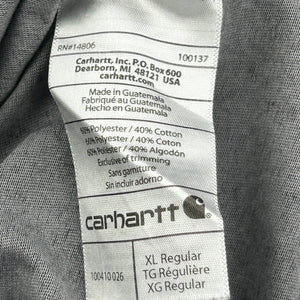 RN#14806 100137
Carhartt, Inc. P.O. Box 600
Dearborn, MI 48121 USA
carhartt.com
Made in Guatemala
Fabriqué au Guatemala
Hecho en Guatemala
60% Polyester / 40% Cotton
60% Polyester / 40% Coton
60% Poliéster / 40% Algodón
Exclusive of trimming
Sans garniture
Sin incluir adorno
carhartt
100410 026
XL Regular
TG Régulière
XG Regular